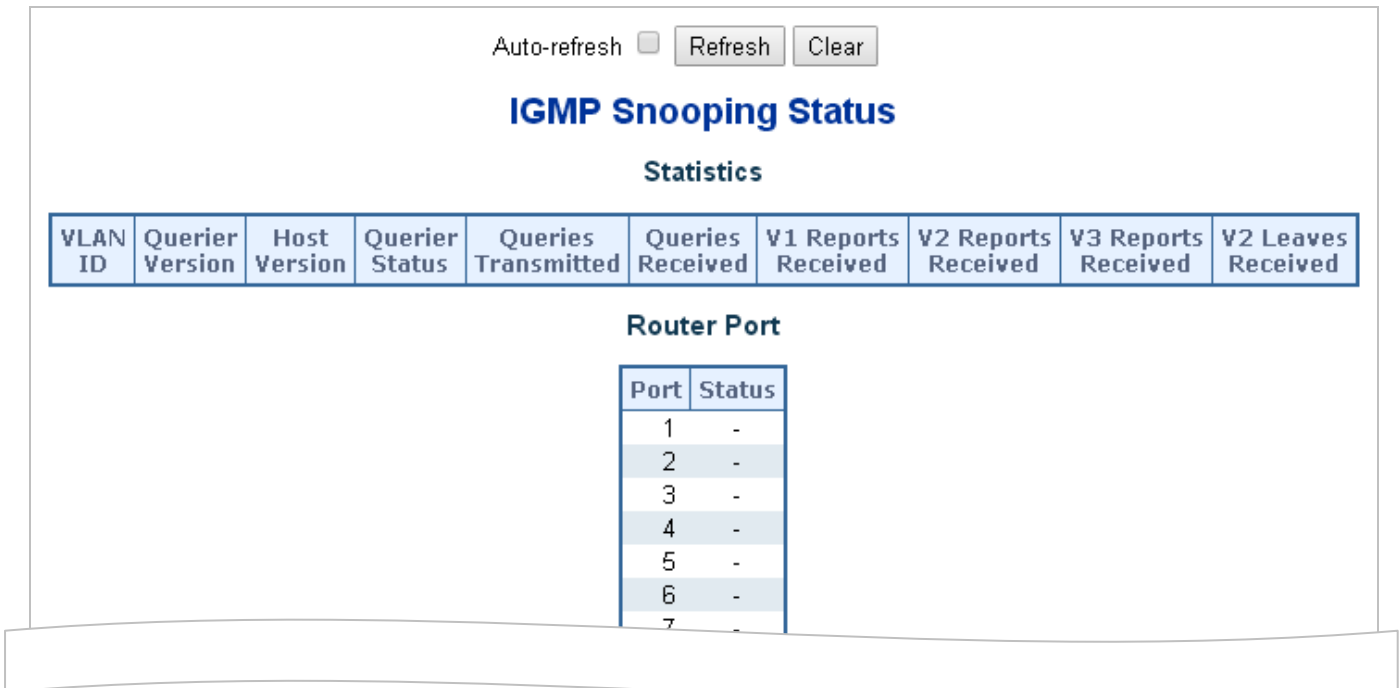 Auto-refresh Refresh Clear
IGMP Snooping Status
Statistics
VLAN ID Querier Version Host Version Querier Status Queries Transmitted Queries Received V1 Reports Received V2 Reports Received V3 Reports Received V2 Leaves Received
Router Port
Port Status
1 -
2 -
3 -
4 -
5 -
6 -
7 -